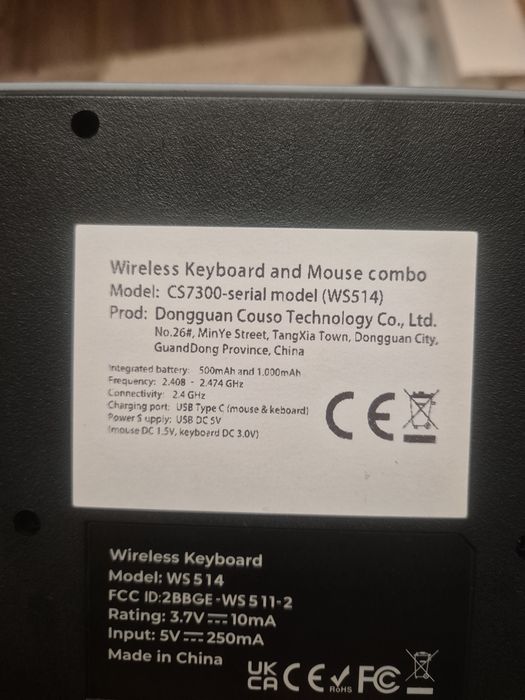 Wireless Keyboard and Mouse combo
Model: CS7300-serial model (WS514)
Prod: Dongguan Couso Technology Co., Ltd.
No.26#, MinYe Street, TangXia Town, Dongguan City,
GuandDong Province, China
Integrated battery: 500mAh and 1.000mAh
Frequency: 2.408 - 2.474 GHz
Connectivity: 2.4 GHz
Charging port: USB Type C (mouse & keboard)
Power Supply: USB DC 5V
(mouse DC 1.5V, keyboard DC 3.0V)
CE
Wireless Keyboard
Model: WS514
FCC ID:2BBGE-WS511-2
Rating: 3.7V⎓10mA
Input: 5V⎓250mA
Made in China
UK
CA
CE
RoHS
FC